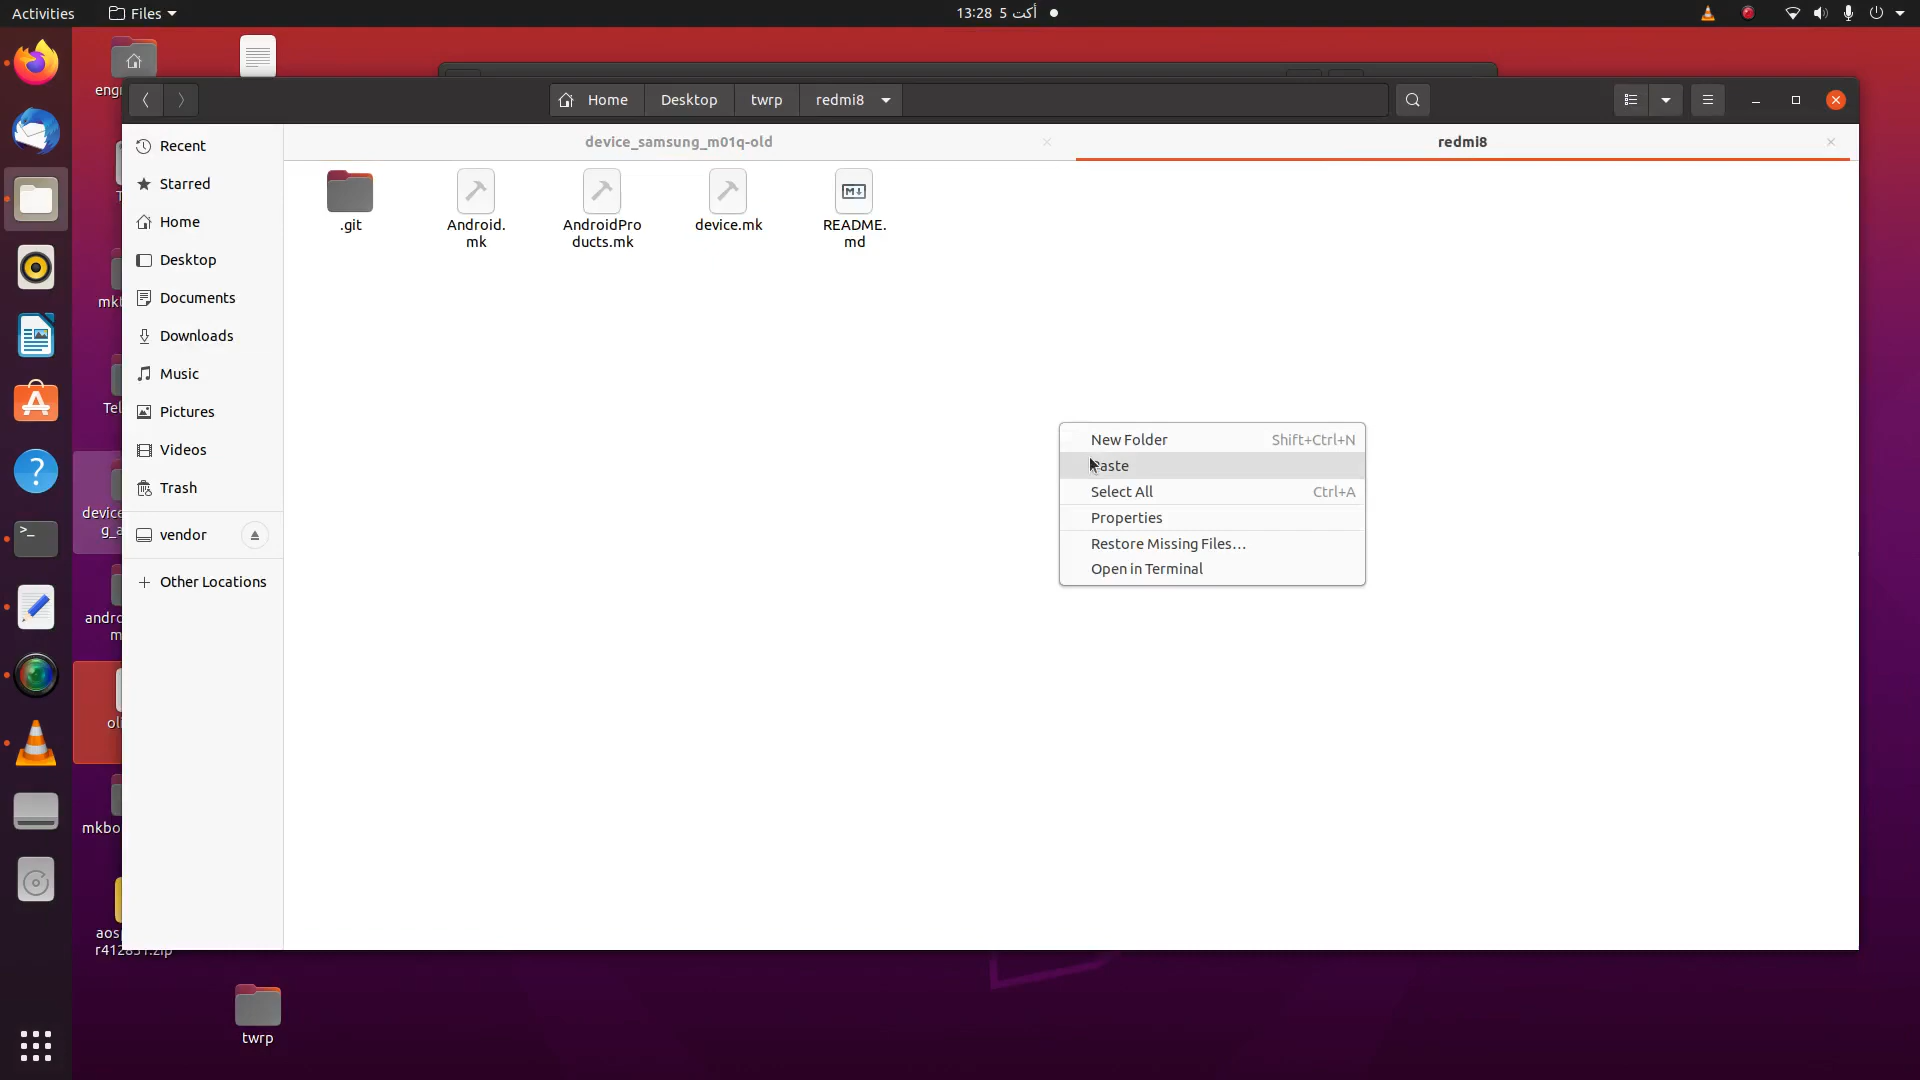 Activities
Files
13:28 5 أكت
Home
Desktop
twrp
redmi8
device_samsung_m01q-old
redmi8
Recent
Starred
Home
Desktop
Documents
Downloads
Music
Pictures
Videos
Trash
vendor
Other Locations
.git
Android.
mk
AndroidPro
ducts.mk
device.mk
README.
md
New Folder Shift+Ctrl+N
Paste
Select All Ctrl+A
Properties
Restore Missing Files…
Open in Terminal
twrp